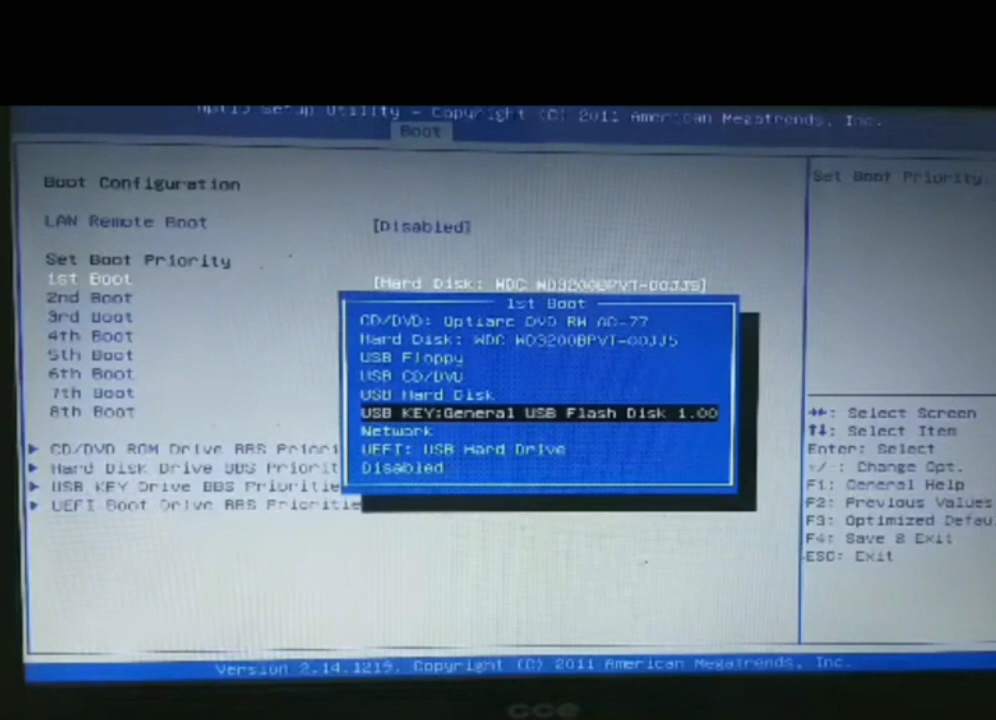 Aptio Setup Utility - Copyright (C) 2011 American Megatrends, Inc.
Boot
Boot Configuration
LAN Remote Boot [Disabled]
Set Boot Priority
1st Boot [Hard Disk: WDC WD3200BPVT-00JJ5]
2nd Boot
3rd Boot
4th Boot
5th Boot
6th Boot
7th Boot
8th Boot
CD/DVD ROM Drive BBS Priori
Hard Disk Drive BBS Priorit
USB KEY Drive BBS Prioritie
UEFI Boot Drive BBS Prioritie
1st Boot
CD/DVD: Optiarc DVD RW AD-77
Hard Disk: WDC WD3200BPVT-00JJ5
USB Floppy
USB CD/DVD
USB Hard Disk
USB KEY:General USB Flash Disk 1.00
Network
UEFI: USB Hard Drive
Disabled
Set Boot Priority.
→←: Select Screen
↑↓: Select Item
Enter: Select
+/-: Change Opt.
F1: General Help
F2: Previous Values
F3: Optimized Defau
F4: Save & Exit
ESC: Exit
Version 2.14.1219. Copyright (C) 2011 American Megatrends, Inc.
cce